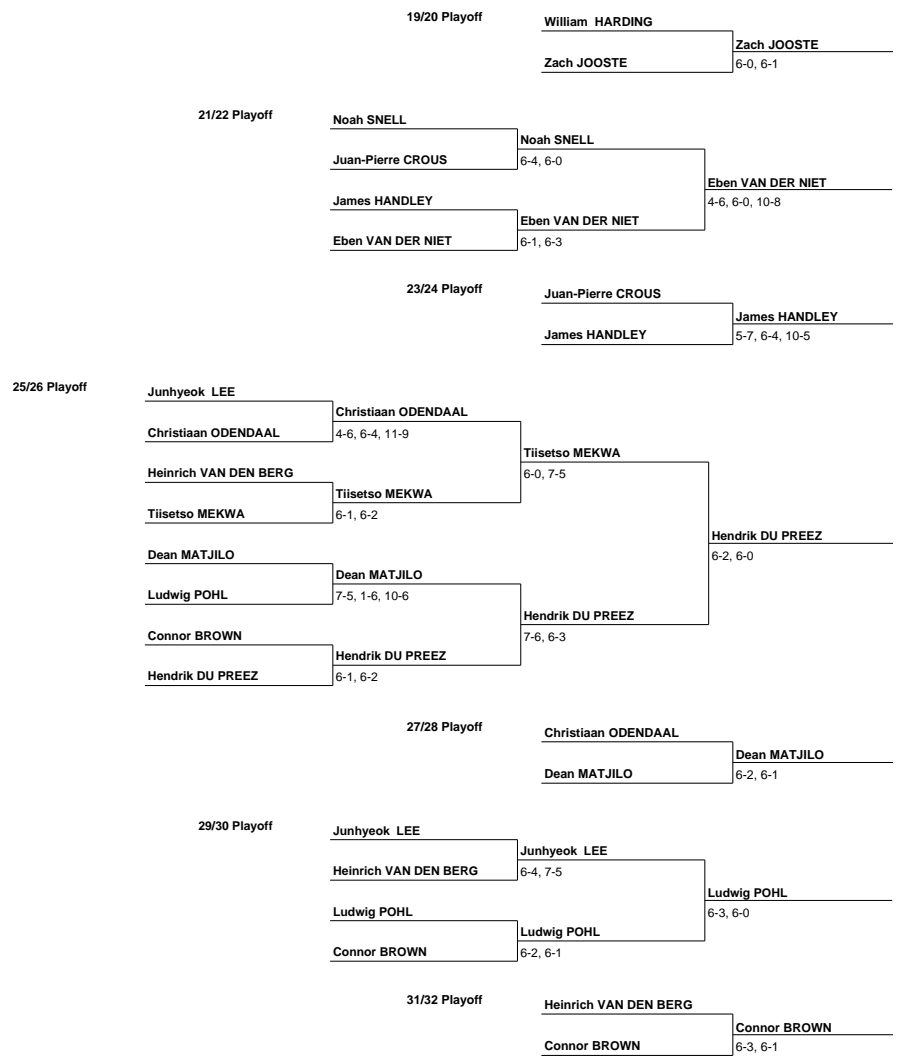 19/20 Playoff
William  HARDING
Zach JOOSTE
Zach JOOSTE
6-0, 6-1
21/22 Playoff
Noah SNELL
Noah SNELL
Juan-Pierre CROUS
6-4, 6-0
Eben VAN DER NIET
James HANDLEY
4-6, 6-0, 10-8
Eben VAN DER NIET
Eben VAN DER NIET
6-1, 6-3
23/24 Playoff
Juan-Pierre CROUS
James HANDLEY
James HANDLEY
5-7, 6-4, 10-5
25/26 Playoff
Junhyeok  LEE
Christiaan ODENDAAL
Christiaan ODENDAAL
4-6, 6-4, 11-9
Tiisetso MEKWA
Heinrich VAN DEN BERG
6-0, 7-5
Tiisetso MEKWA
Tiisetso MEKWA
6-1, 6-2
Hendrik DU PREEZ
Dean MATJILO
6-2, 6-0
Dean MATJILO
Ludwig POHL
7-5, 1-6, 10-6
Hendrik DU PREEZ
Connor BROWN
7-6, 6-3
Hendrik DU PREEZ
Hendrik DU PREEZ
6-1, 6-2
27/28 Playoff
Christiaan ODENDAAL
Dean MATJILO
Dean MATJILO
6-2, 6-1
29/30 Playoff
Junhyeok  LEE
Junhyeok  LEE
Heinrich VAN DEN BERG
6-4, 7-5
Ludwig POHL
Ludwig POHL
6-3, 6-0
Ludwig POHL
Connor BROWN
6-2, 6-1
31/32 Playoff
Heinrich VAN DEN BERG
Connor BROWN
Connor BROWN
6-3, 6-1